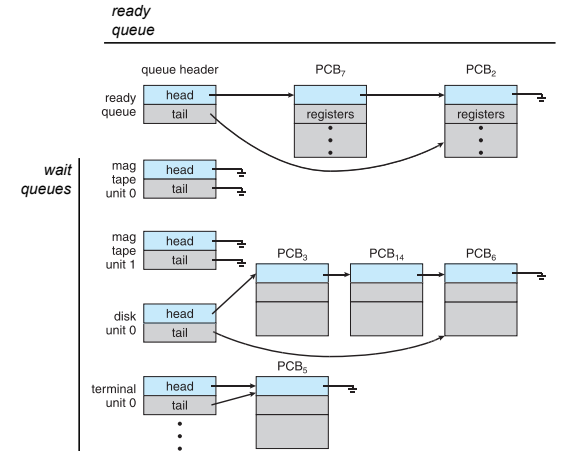 ready
queue
queue header
PCB7
PCB2
ready
queue
head
tail
registers
registers
wait
queues
mag
tape
unit 0
head
tail
mag
tape
unit 1
head
tail
PCB3
PCB14
PCB6
disk
unit 0
head
tail
PCB5
terminal
unit 0
head
tail